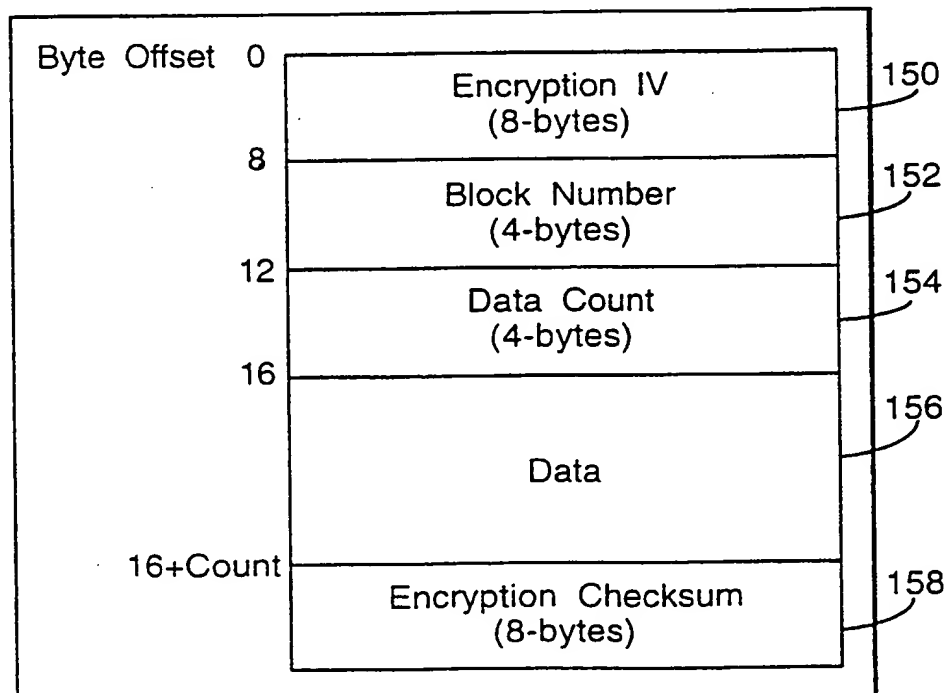 Byte Offset 0
Encryption IV
(8-bytes)
150
8
Block Number
(4-bytes)
152
12
Data Count
(4-bytes)
154
16
Data
156
16+Count
Encryption Checksum
(8-bytes)
158